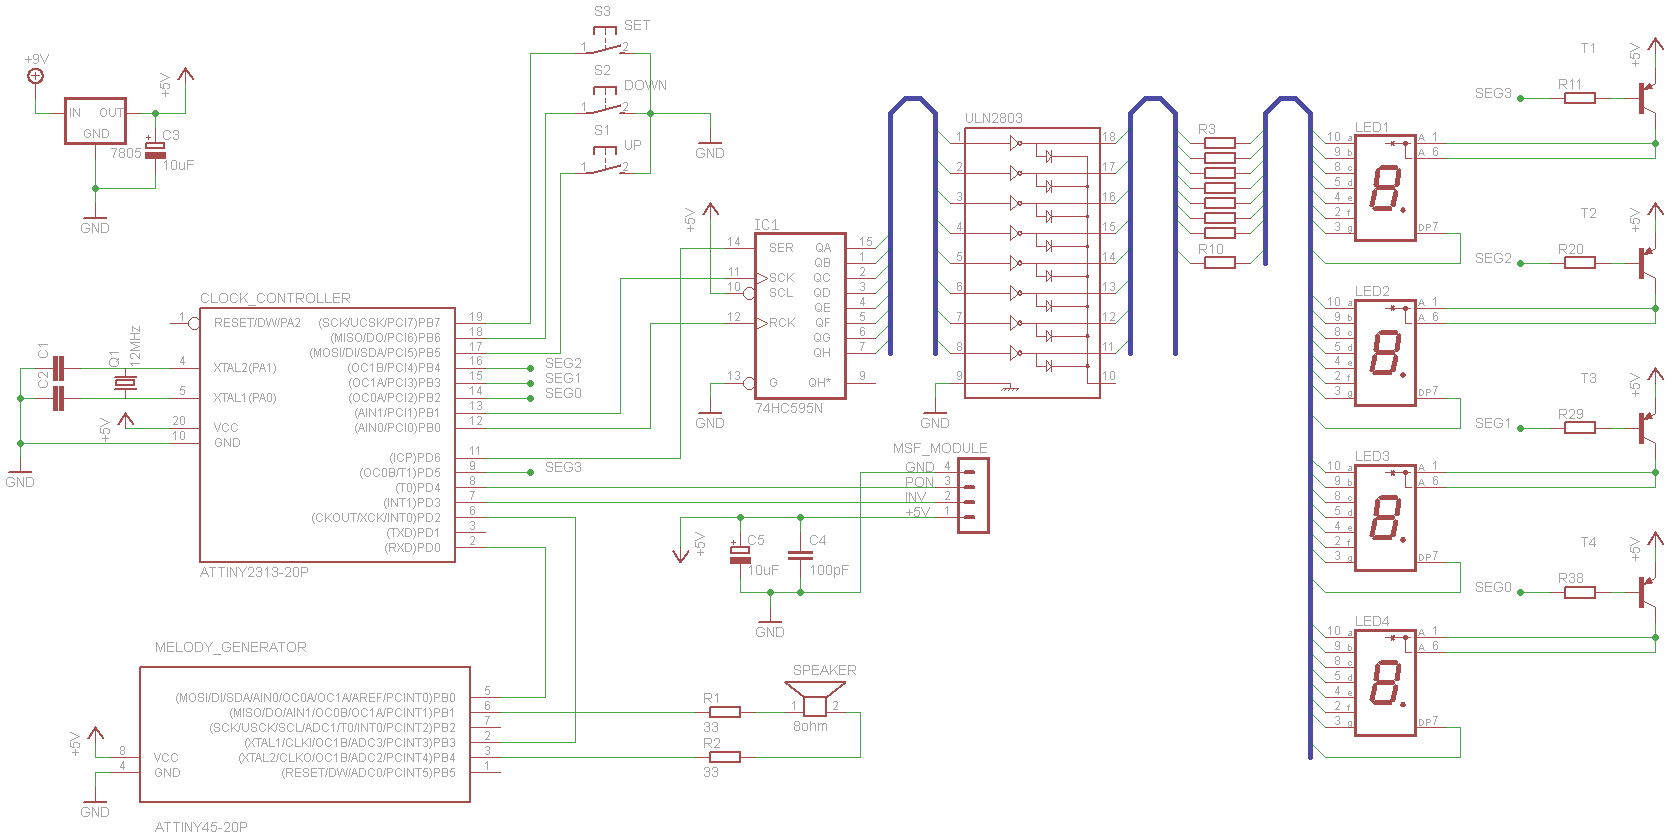 +9V
IN OUT
GND
7805
+5V
C3
10uF
GND
S3
SET
1 2
S2
DOWN
1 2
S1
UP
1 2
GND
CLOCK_CONTROLLER
1 RESET/DW/PA2
4 XTAL2(PA1)
5 XTAL1(PA0)
20 VCC
10 GND
(SCK/UCSK/PCI7)PB7 19
(MISO/DO/PCI6)PB6 18
(MOSI/DI/SDA/PCI5)PB5 17
(OC1B/PCI4)PB4 16 SEG2
(OC1A/PCI3)PB3 15 SEG1
(OC0A/PCI2)PB2 14 SEG0
(AIN1/PCI1)PB1 13
(AIN0/PCI0)PB0 12
(ICP)PD6 11
(OC0B/T1)PD5 9 SEG3
(T0)PD4 8
(INT1)PD3 7
(CKOUT/XCK/INT0)PD2 6
(TXD)PD1 3
(RXD)PD0 2
ATTINY2313-20P
C1
C2
Q1
12MHz
+5V
GND
+5V
IC1
14 SER
11 SCK
10 SCL
12 RCK
13 G
QA 15
QB 1
QC 2
QD 3
QE 4
QF 5
QG 6
QH 7
QH* 9
74HC595N
GND
ULN2803
1 18
2 17
3 16
4 15
5 14
6 13
7 12
8 11
9 10
GND
R3
R10
MSF_MODULE
GND 4
PON 3
INV 2
+5V 1
+5V
C5
10uF
C4
100pF
GND
MELODY_GENERATOR
(MOSI/DI/SDA/AIN0/OC0A/OC1A/AREF/PCINT0)PB0 5
(MISO/DO/AIN1/OC0B/OC1A/PCINT1)PB1 6
(SCK/USCK/SCL/ADC1/T0/INT0/PCINT2)PB2 7
(XTAL1/CLKI/OC1B/ADC3/PCINT3)PB3 2
(XTAL2/CLKO/OC1B/ADC2/PCINT4)PB4 3
(RESET/DW/ADC0/PCINT5)PB5 1
8 VCC
4 GND
+5V
GND
ATTINY45-20P
R1
33
R2
33
SPEAKER
1 2
8ohm
LED1
10 a A 1
9 b A 6
8 c
5 d
4 e
2 f
3 g DP 7
LED2
10 a A 1
9 b A 6
8 c
5 d
4 e
2 f
3 g DP 7
LED3
10 a A 1
9 b A 6
8 c
5 d
4 e
2 f
3 g DP 7
LED4
10 a A 1
9 b A 6
8 c
5 d
4 e
2 f
3 g DP 7
T1
+5V
SEG3 R11
T2
+5V
SEG2 R20
T3
+5V
SEG1 R29
T4
+5V
SEG0 R38